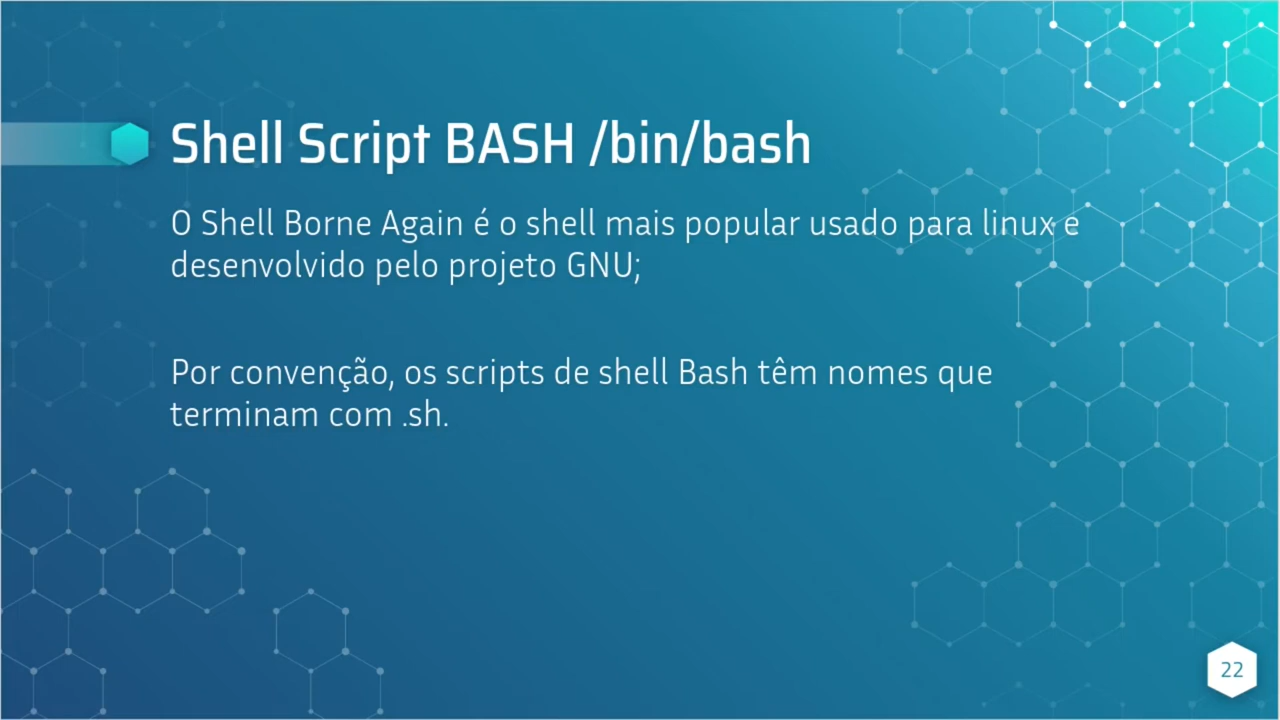 Shell Script BASH /bin/bash
O Shell Borne Again é o shell mais popular usado para linux e
desenvolvido pelo projeto GNU;
Por convenção, os scripts de shell Bash têm nomes que
terminam com .sh.
22